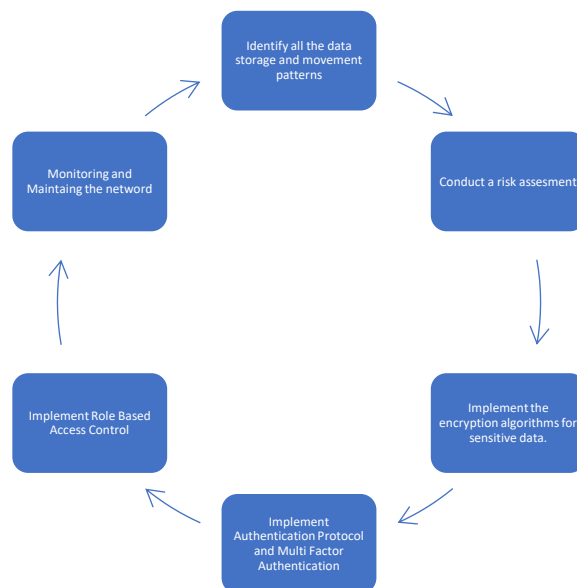 Identify all the data
storage and movement
patterns
Conduct a risk assesment
Implement the
encryption algorithms for
sensitive data.
Implement
Authentication Protocol
and Multi Factor
Authentication
Implement Role Based
Access Control
Monitoring and
Maintaing the netword